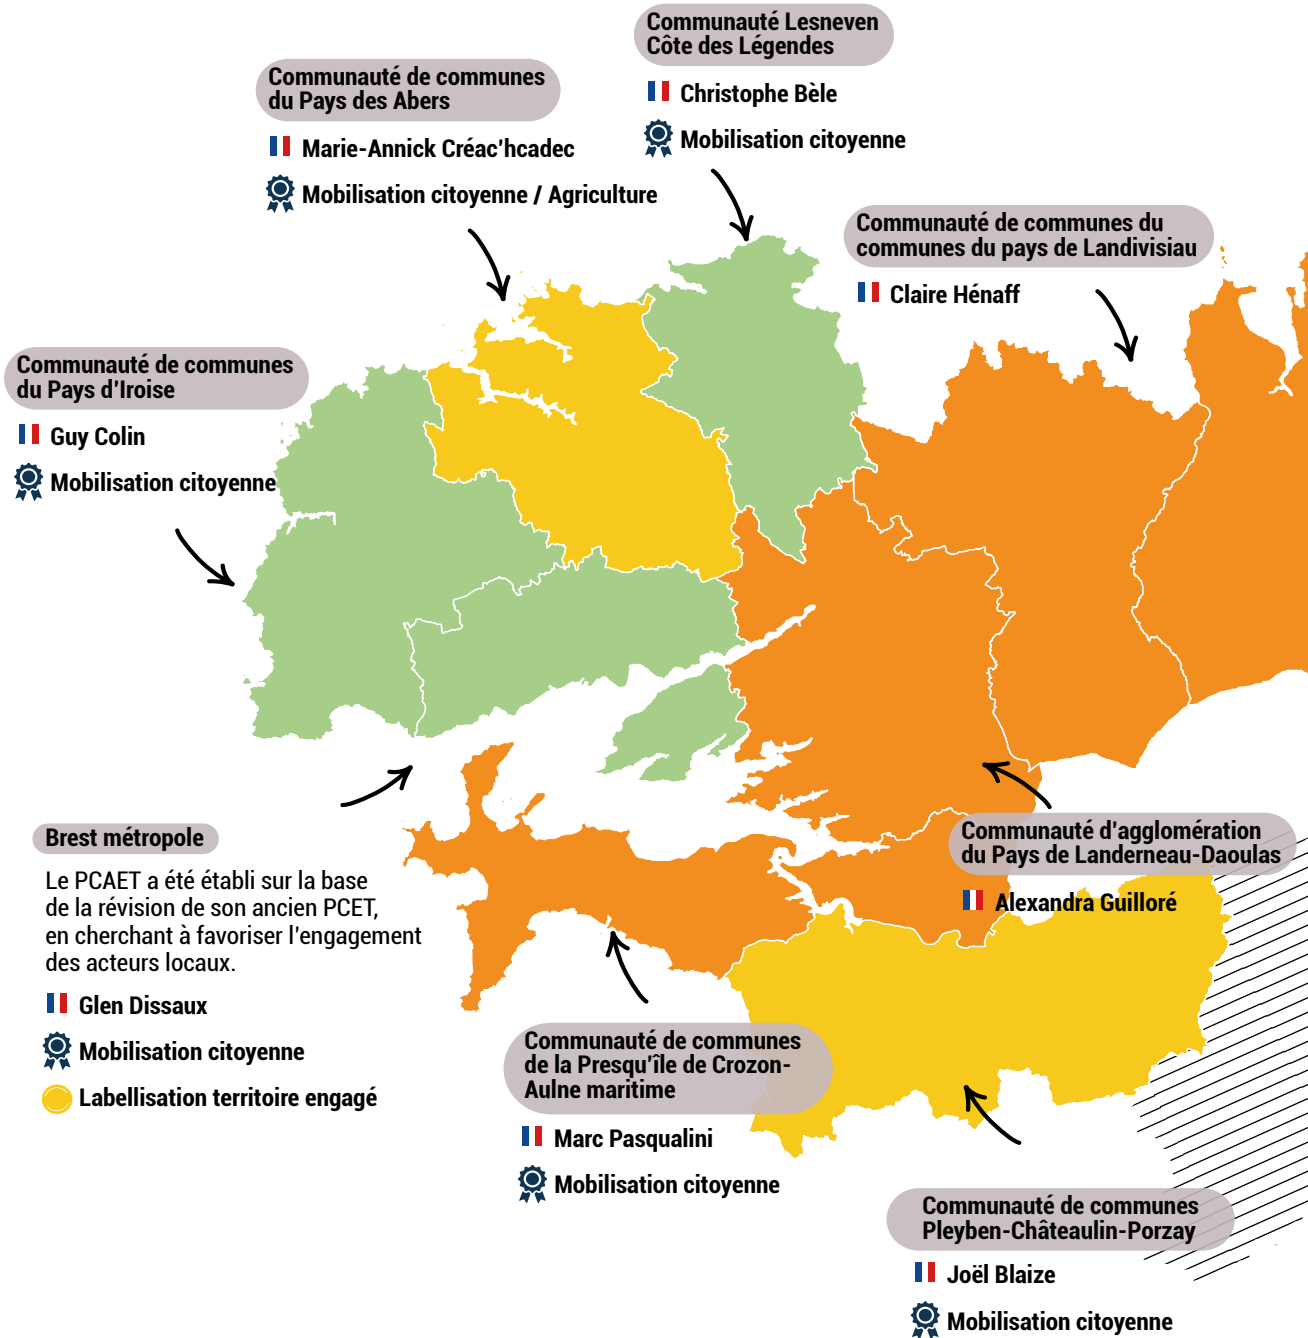 Communauté Lesneven
Côte des Légendes
Christophe Bèle
Mobilisation citoyenne
Communauté de communes
du Pays des Abers
Marie-Annick Créac'hcadec
Mobilisation citoyenne / Agriculture
Communauté de communes du
communes du pays de Landivisiau
Claire Hénaff
Communauté de communes
du Pays d'Iroise
Guy Colin
Mobilisation citoyenne
Brest métropole
Le PCAET a été établi sur la base
de la révision de son ancien PCET,
en cherchant à favoriser l'engagement
des acteurs locaux.
Glen Dissaux
Mobilisation citoyenne
Labellisation territoire engagé
Communauté d'agglomération
du Pays de Landerneau-Daoulas
Alexandra Guilloré
Communauté de communes
de la Presqu'île de Crozon-
Aulne maritime
Marc Pasqualini
Mobilisation citoyenne
Communauté de communes
Pleyben-Châteaulin-Porzay
Joël Blaize
Mobilisation citoyenne